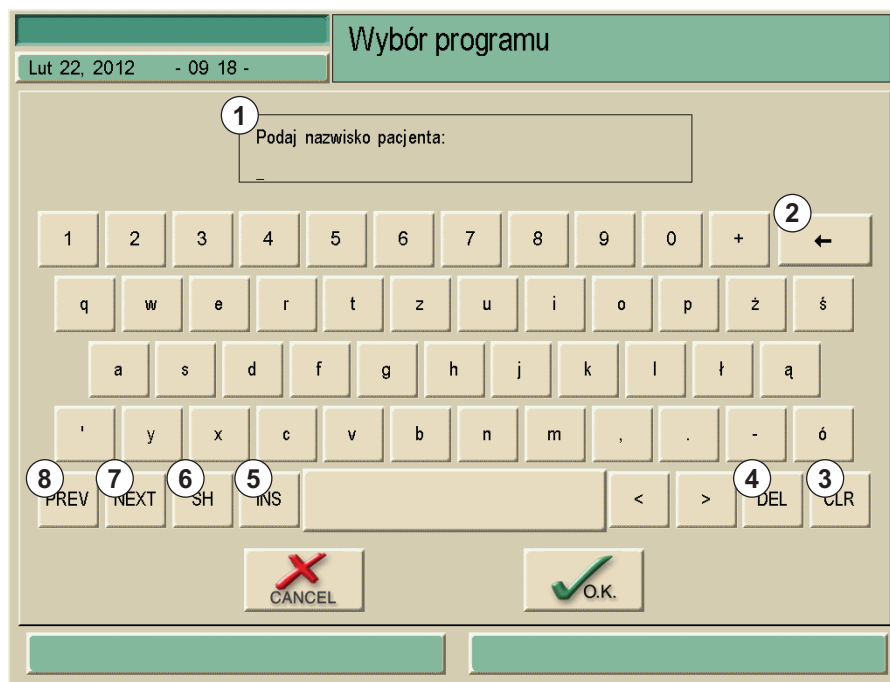 Wybór programu
Lut 22, 2012 - 09 18 -
1
Podaj nazwisko pacjenta:
_
2
1 2 3 4 5 6 7 8 9 0 + ←
q w e r t z u i o p ż ś
a s d f g h j k l ł ą
' y x c v b n m , . - ó
8 7 6 5 4 3
PREV NEXT SH INS < > DEL CLR
CANCEL O.K.